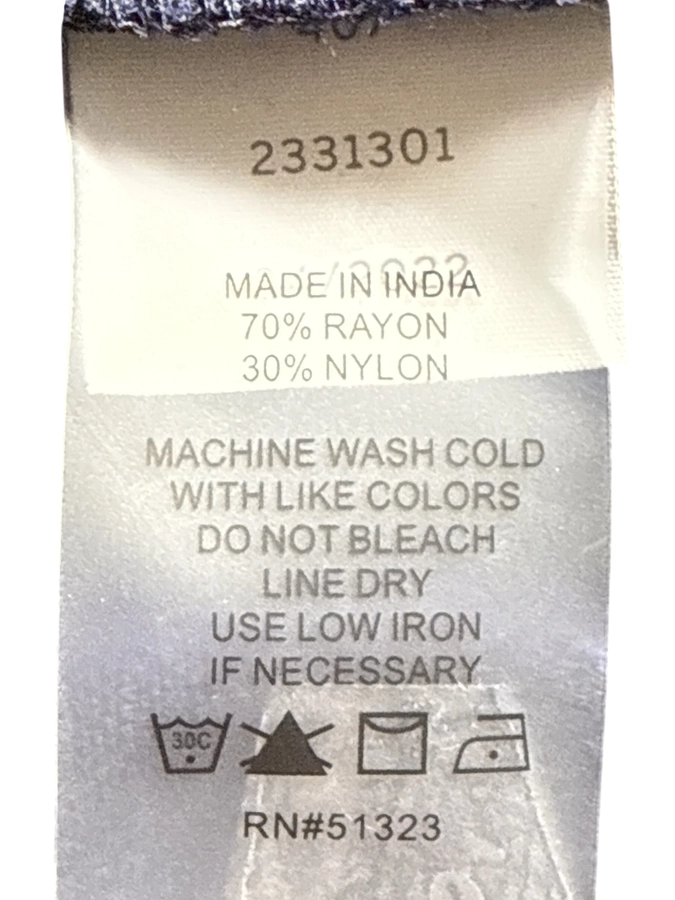 2331301
MADE IN INDIA
70% RAYON
30% NYLON
MACHINE WASH COLD
WITH LIKE COLORS
DO NOT BLEACH
LINE DRY
USE LOW IRON
IF NECESSARY
30C
RN#51323